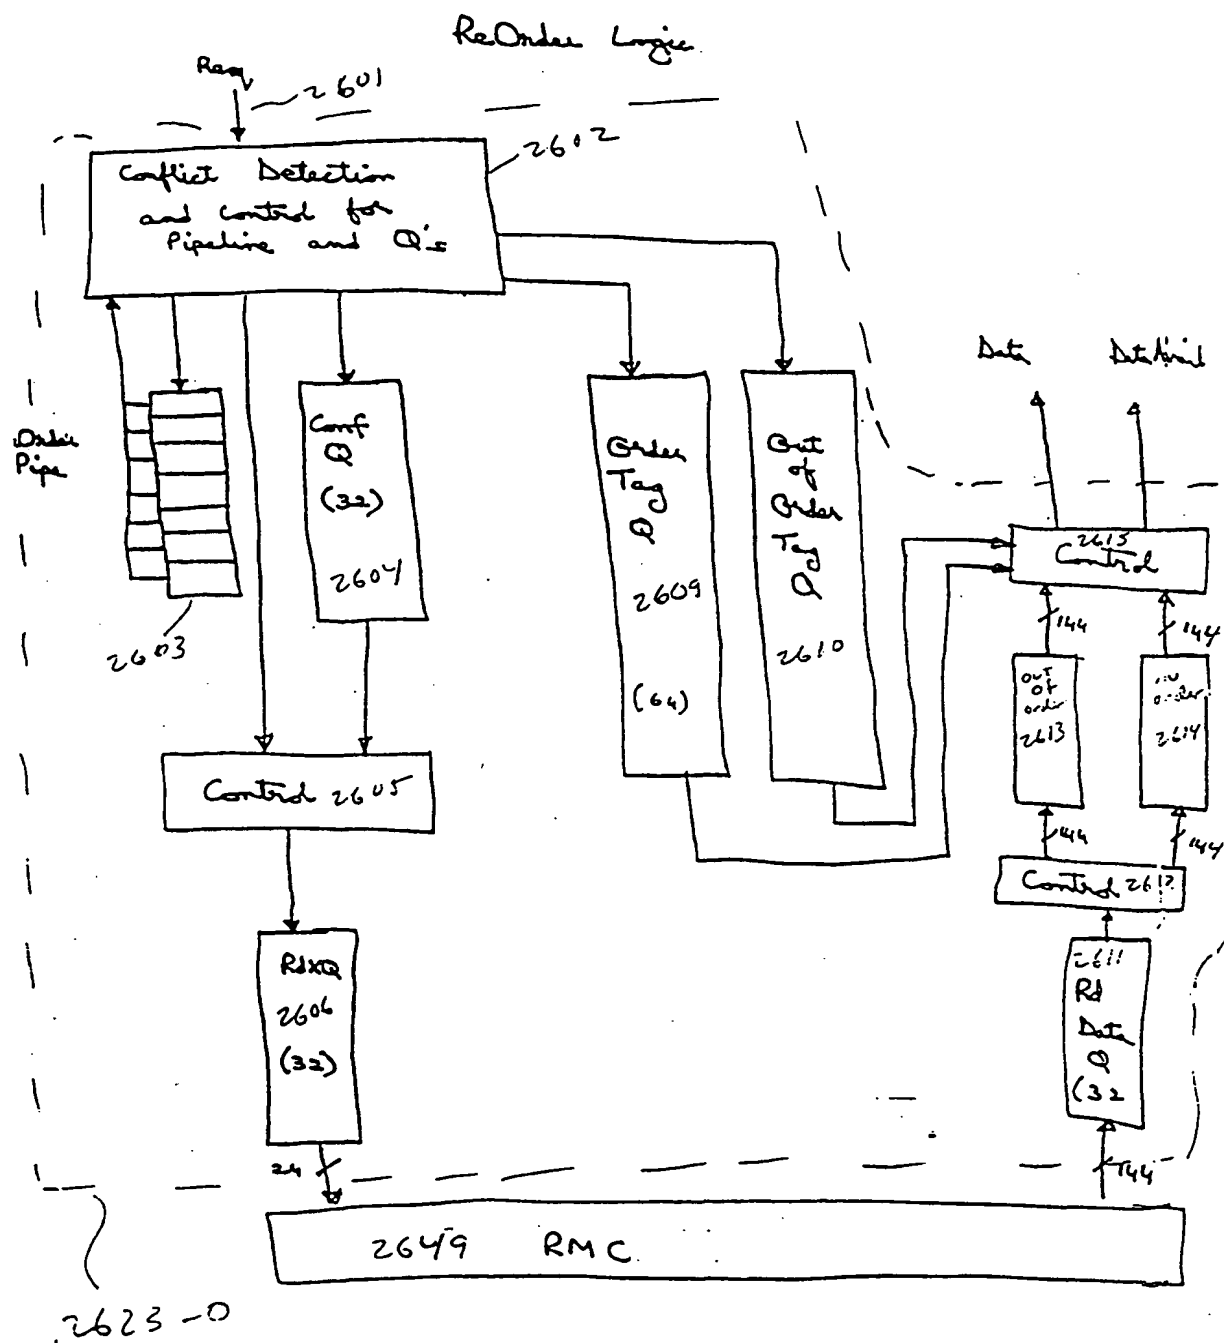 ReOrder Logic
Req
2601
2602
Conflict Detection
and control for
Pipeline and Q's
Order
Pipe
2603
Conf
Q
(32)
2604
Order
Tag
Q
2609
(64)
Out
of
Order
Tag
Q
2610
Data
Data Avail
2615
Control
144
144
out
of
order
2613
order
2614
144
144
Control 2612
Control 2605
RdXQ
2606
(32)
2611
Rd
Data
Q
(32
24
144
2649 RMC
2623-0